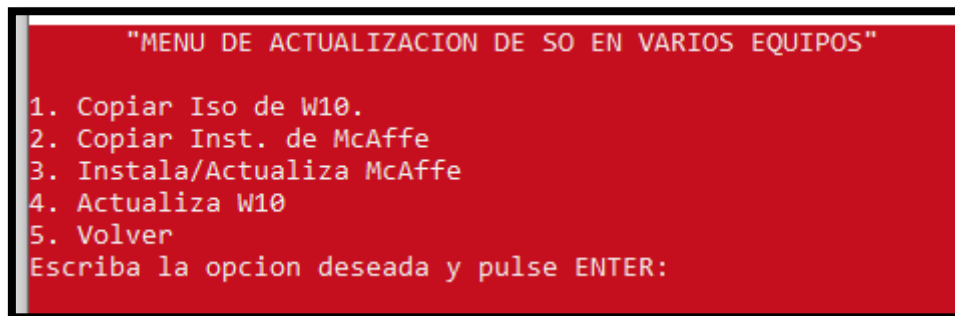 "MENU DE ACTUALIZACION DE SO EN VARIOS EQUIPOS"
1. Copiar Iso de W10.
2. Copiar Inst. de McAffe
3. Instala/Actualiza McAffe
4. Actualiza W10
5. Volver
Escriba la opcion deseada y pulse ENTER: